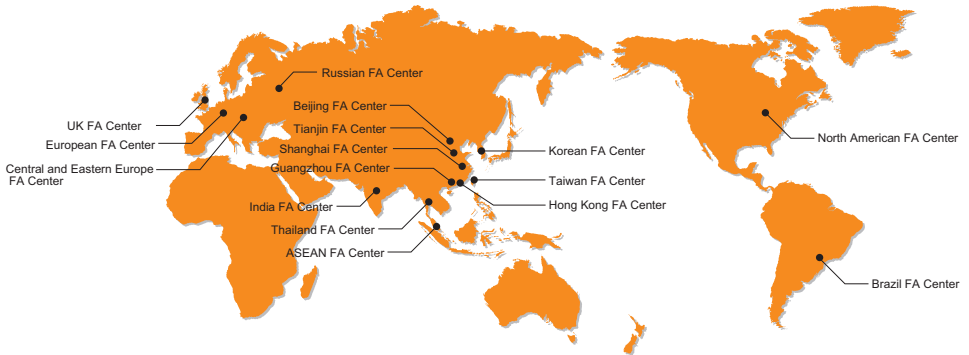 Russian FA Center
UK FA Center
European FA Center
Central and Eastern Europe
FA Center
Beijing FA Center
Tianjin FA Center
Shanghai FA Center
Guangzhou FA Center
India FA Center
Thailand FA Center
ASEAN FA Center
Korean FA Center
Taiwan FA Center
Hong Kong FA Center
North American FA Center
Brazil FA Center